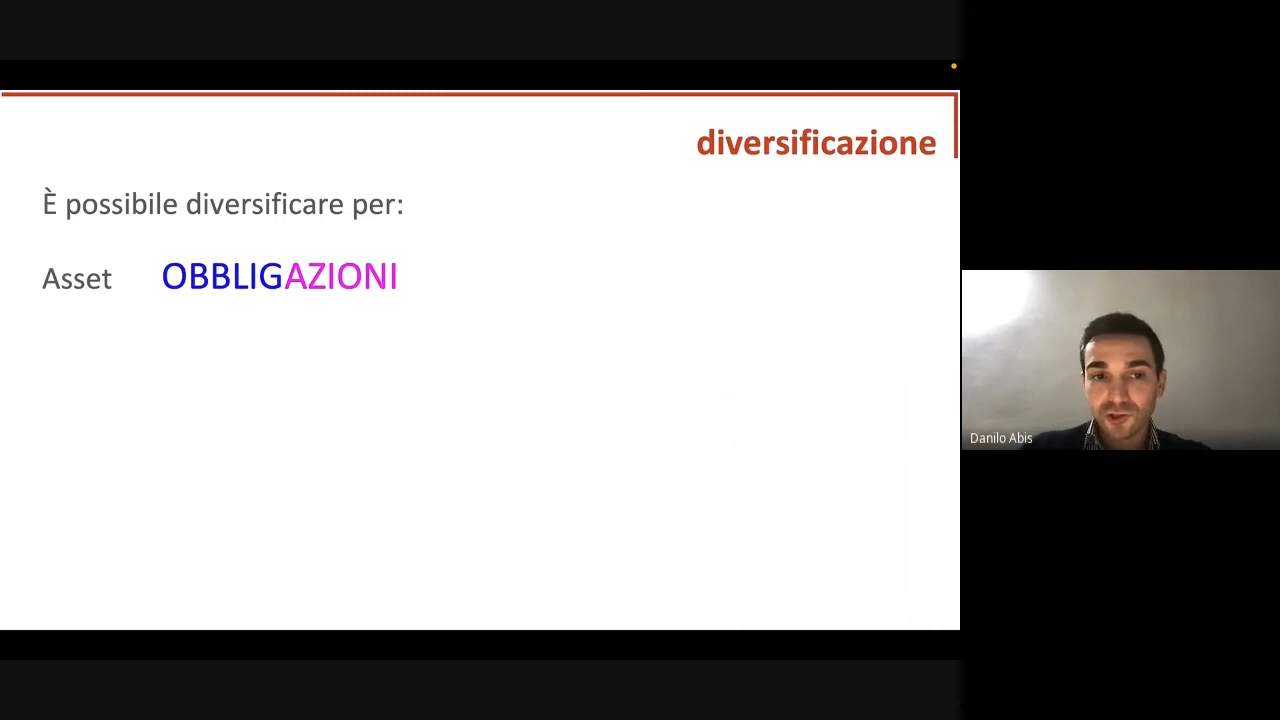 diversificazione
È possibile diversificare per:
Asset OBBLIGAZIONI
Danilo Abis